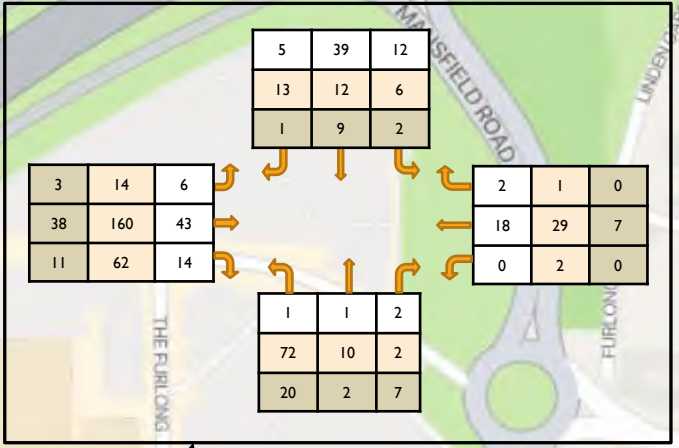 MANSFIELD ROAD
LINDEN
5 39 12
13 12 6
1 9 2
3 14 6
38 160 43
11 62 14
2 1 0
18 29 7
0 2 0
1 1 2
72 10 2
20 2 7
THE FURLONG
FURLONG